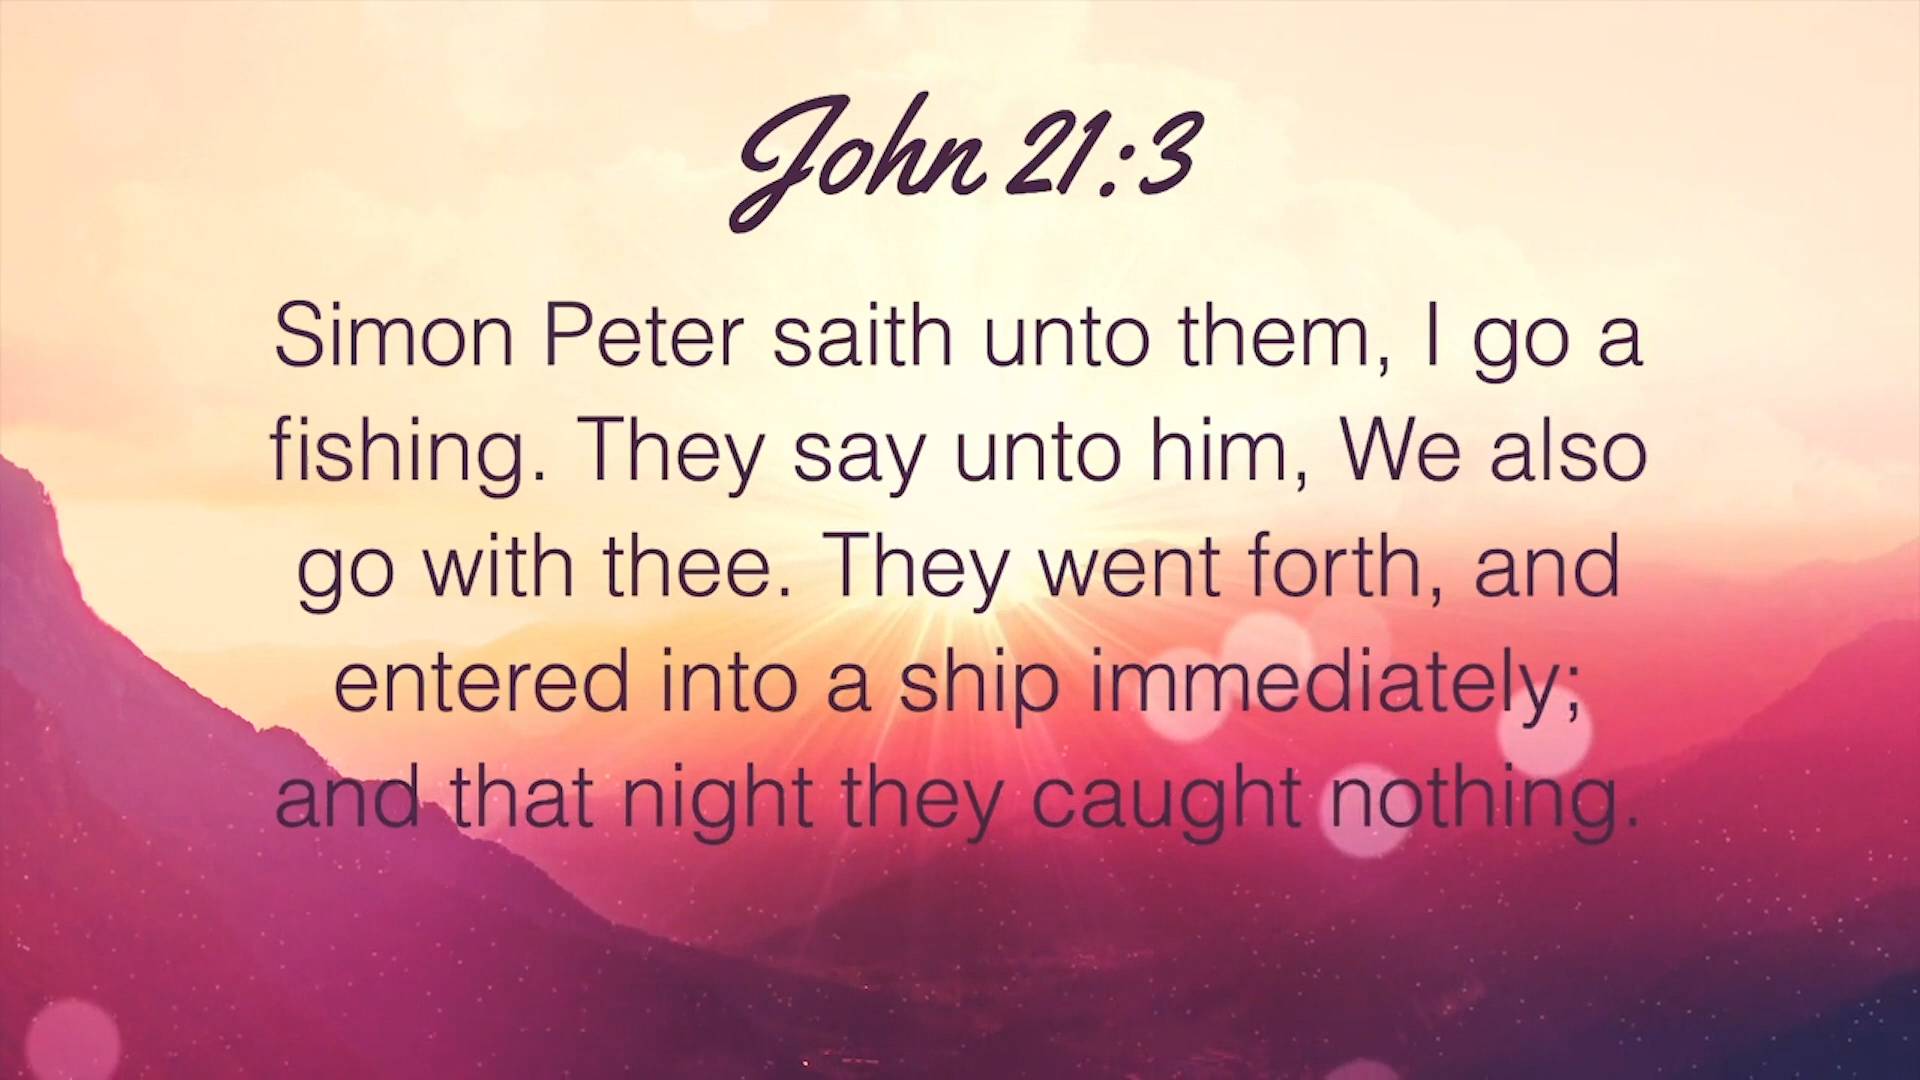 John 21:3
Simon Peter saith unto them, I go a
fishing. They say unto him, We also
go with thee. They went forth, and
entered into a ship immediately;
and that night they caught nothing.